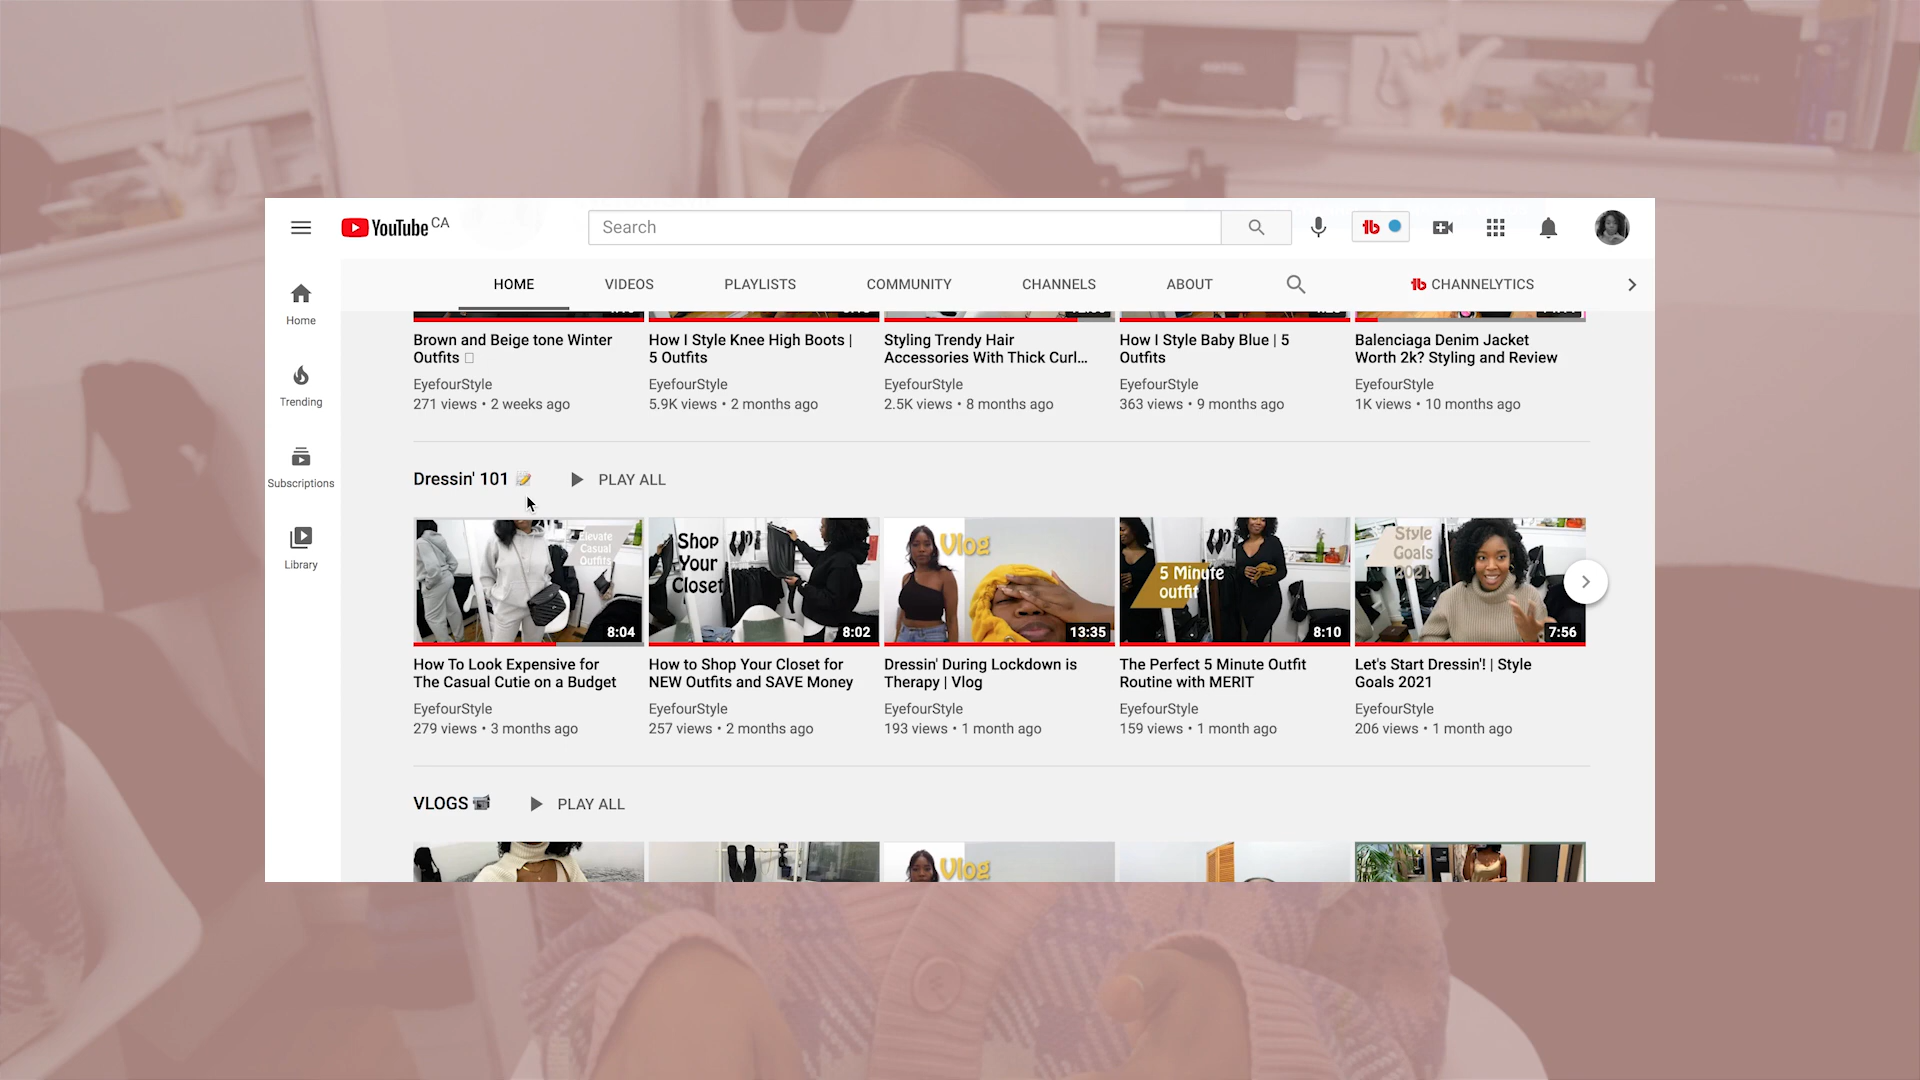 YouTube CA
Search
HOME VIDEOS PLAYLISTS COMMUNITY CHANNELS ABOUT CHANNELYTICS
Home
Trending
Subscriptions
Library
Brown and Beige tone Winter
Outfits
EyefourStyle
271 views • 2 weeks ago
How I Style Knee High Boots |
5 Outfits
EyefourStyle
5.9K views • 2 months ago
Styling Trendy Hair
Accessories With Thick Curl...
EyefourStyle
2.5K views • 8 months ago
How I Style Baby Blue | 5
Outfits
EyefourStyle
363 views • 9 months ago
Balenciaga Denim Jacket
Worth 2k? Styling and Review
EyefourStyle
1K views • 10 months ago
Dressin' 101 📝 PLAY ALL
Elevate
Casual
Outfits
8:04
How To Look Expensive for
The Casual Cutie on a Budget
EyefourStyle
279 views • 3 months ago
Shop
Your
Closet
8:02
How to Shop Your Closet for
NEW Outfits and SAVE Money
EyefourStyle
257 views • 2 months ago
Vlog
13:35
Dressin' During Lockdown is
Therapy | Vlog
EyefourStyle
193 views • 1 month ago
5 Minute
outfit
8:10
The Perfect 5 Minute Outfit
Routine with MERIT
EyefourStyle
159 views • 1 month ago
Style
Goals
2021
7:56
Let's Start Dressin'! | Style
Goals 2021
EyefourStyle
206 views • 1 month ago
VLOGS 📹 PLAY ALL
Vlog